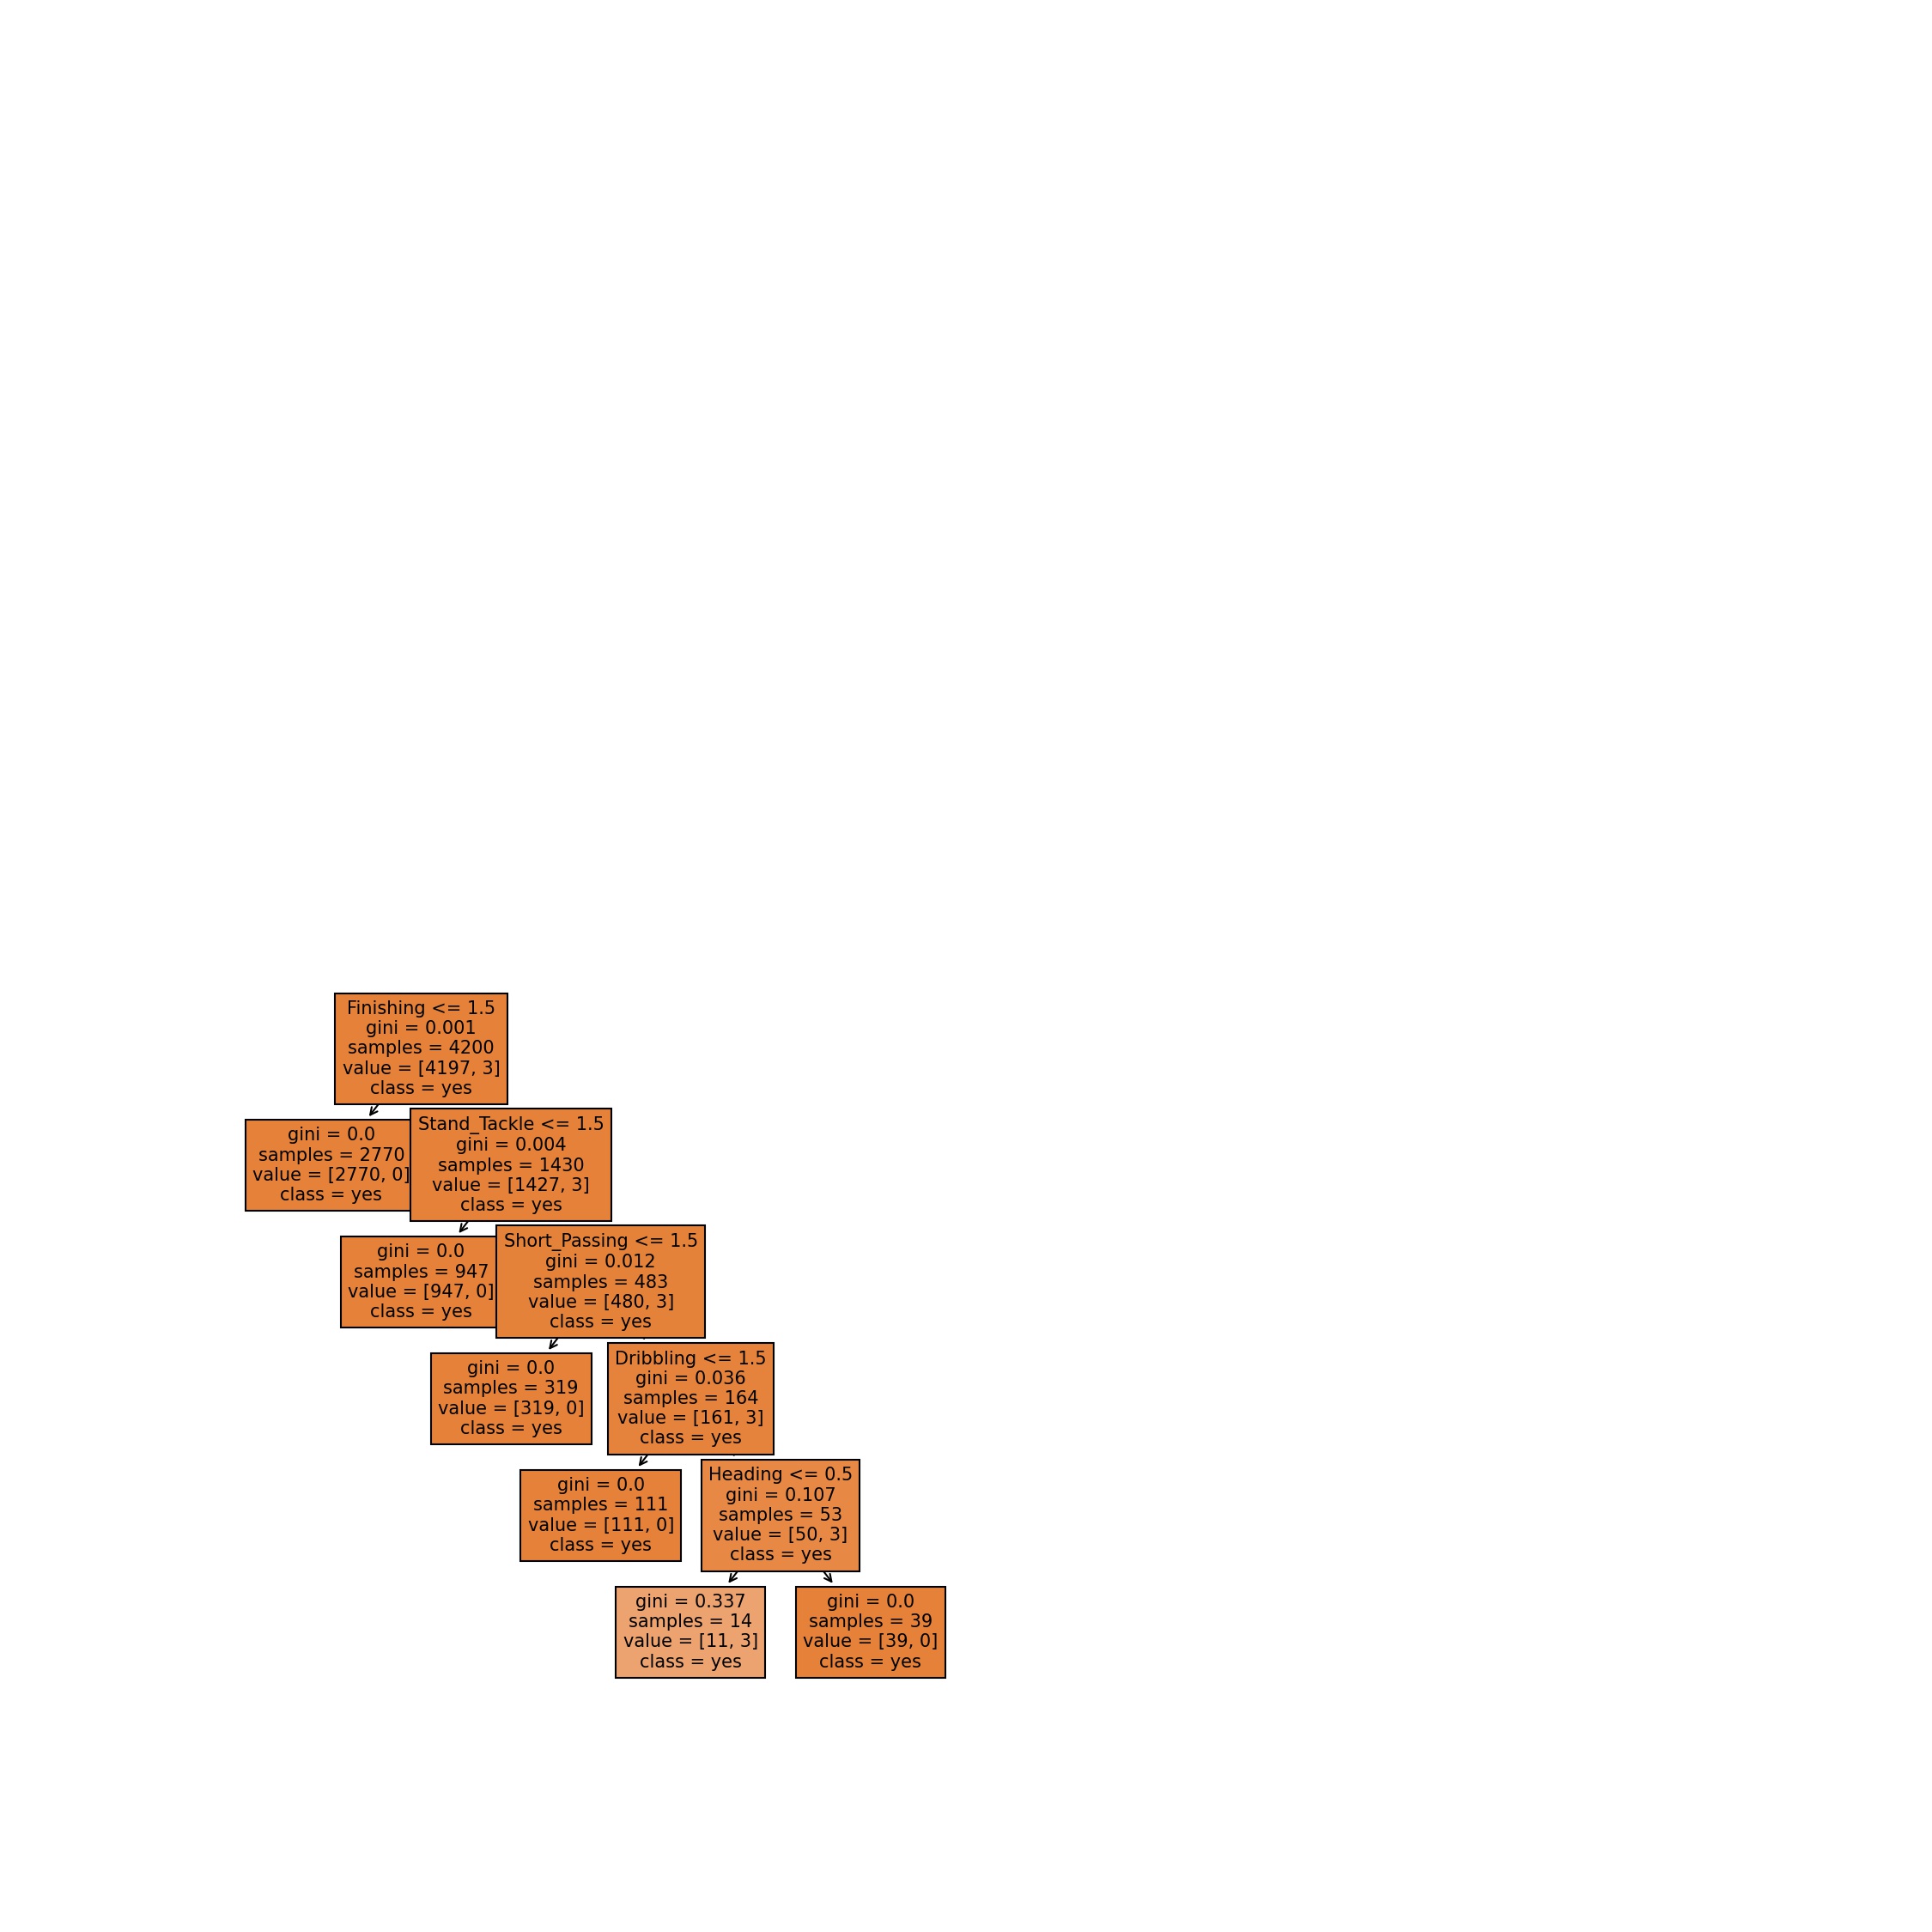 Finishing <= 1.5
gini = 0.001
samples = 4200
value = [4197, 3]
class = yes
gini = 0.0
samples = 2770
value = [2770, 0]
class = yes
Stand_Tackle <= 1.5
gini = 0.004
samples = 1430
value = [1427, 3]
class = yes
gini = 0.0
samples = 947
value = [947, 0]
class = yes
Short_Passing <= 1.5
gini = 0.012
samples = 483
value = [480, 3]
class = yes
gini = 0.0
samples = 319
value = [319, 0]
class = yes
Dribbling <= 1.5
gini = 0.036
samples = 164
value = [161, 3]
class = yes
gini = 0.0
samples = 111
value = [111, 0]
class = yes
Heading <= 0.5
gini = 0.107
samples = 53
value = [50, 3]
class = yes
gini = 0.337
samples = 14
value = [11, 3]
class = yes
gini = 0.0
samples = 39
value = [39, 0]
class = yes